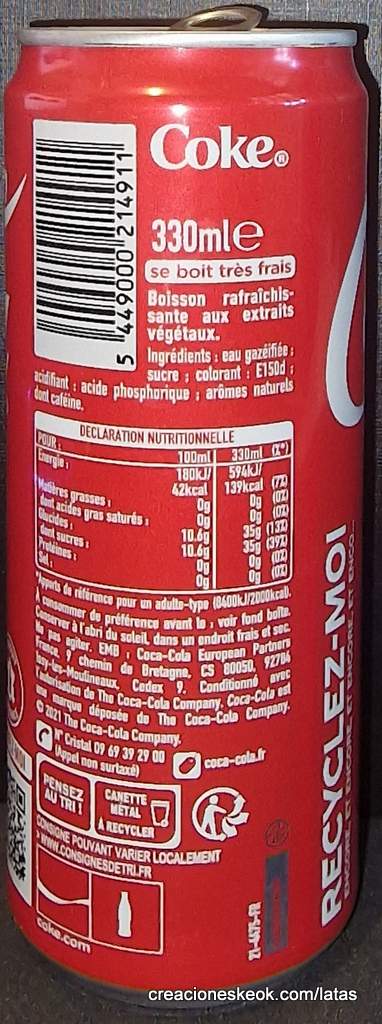 Coke®
5 449000 214911
330ml e
se boit très frais
Boisson rafraîchis-
sante aux extraits
végétaux.
Ingrédients : eau gazéifiée ;
sucre ; colorant : E150d ;
acidifiant : acide phosphorique ; arômes naturels
dont caféine.
DECLARATION NUTRITIONNELLE
POUR : 100ml 330ml (%*)
Energie : 180kJ/ 594kJ/
42kcal 139kcal (7%)
Matières grasses : 0g 0g (0%)
dont acides gras saturés : 0g 0g (0%)
Glucides : 10.6g 35g (13%)
dont sucres : 10.6g 35g (39%)
Protéines : 0g 0g (0%)
Sel : 0g 0g (0%)
*Apports de référence pour un adulte-type (8400kJ/2000kcal).
A consommer de préférence avant le : voir fond boîte.
Conserver à l'abri du soleil, dans un endroit frais et sec.
Ne pas agiter. EMB : Coca-Cola European Partners
France, 9 chemin de Bretagne, CS 80050, 92784
Issy-les-Moulineaux, Cedex 9. Conditionné avec
l'autorisation de The Coca-Cola Company. Coca-Cola est
une marque déposée de The Coca-Cola Company.
© 2021 The Coca-Cola Company.
N° Cristal 09 69 39 29 00
(Appel non surtaxé)
coca-cola.fr
PENSEZ
AU TRI !
CANETTE
MÉTAL
À RECYCLER
CONSIGNE POUVANT VARIER LOCALEMENT
> WWW.CONSIGNESDETRI.FR
coke.com
RECYCLEZ-MOI
creacioneskeok.com/latas